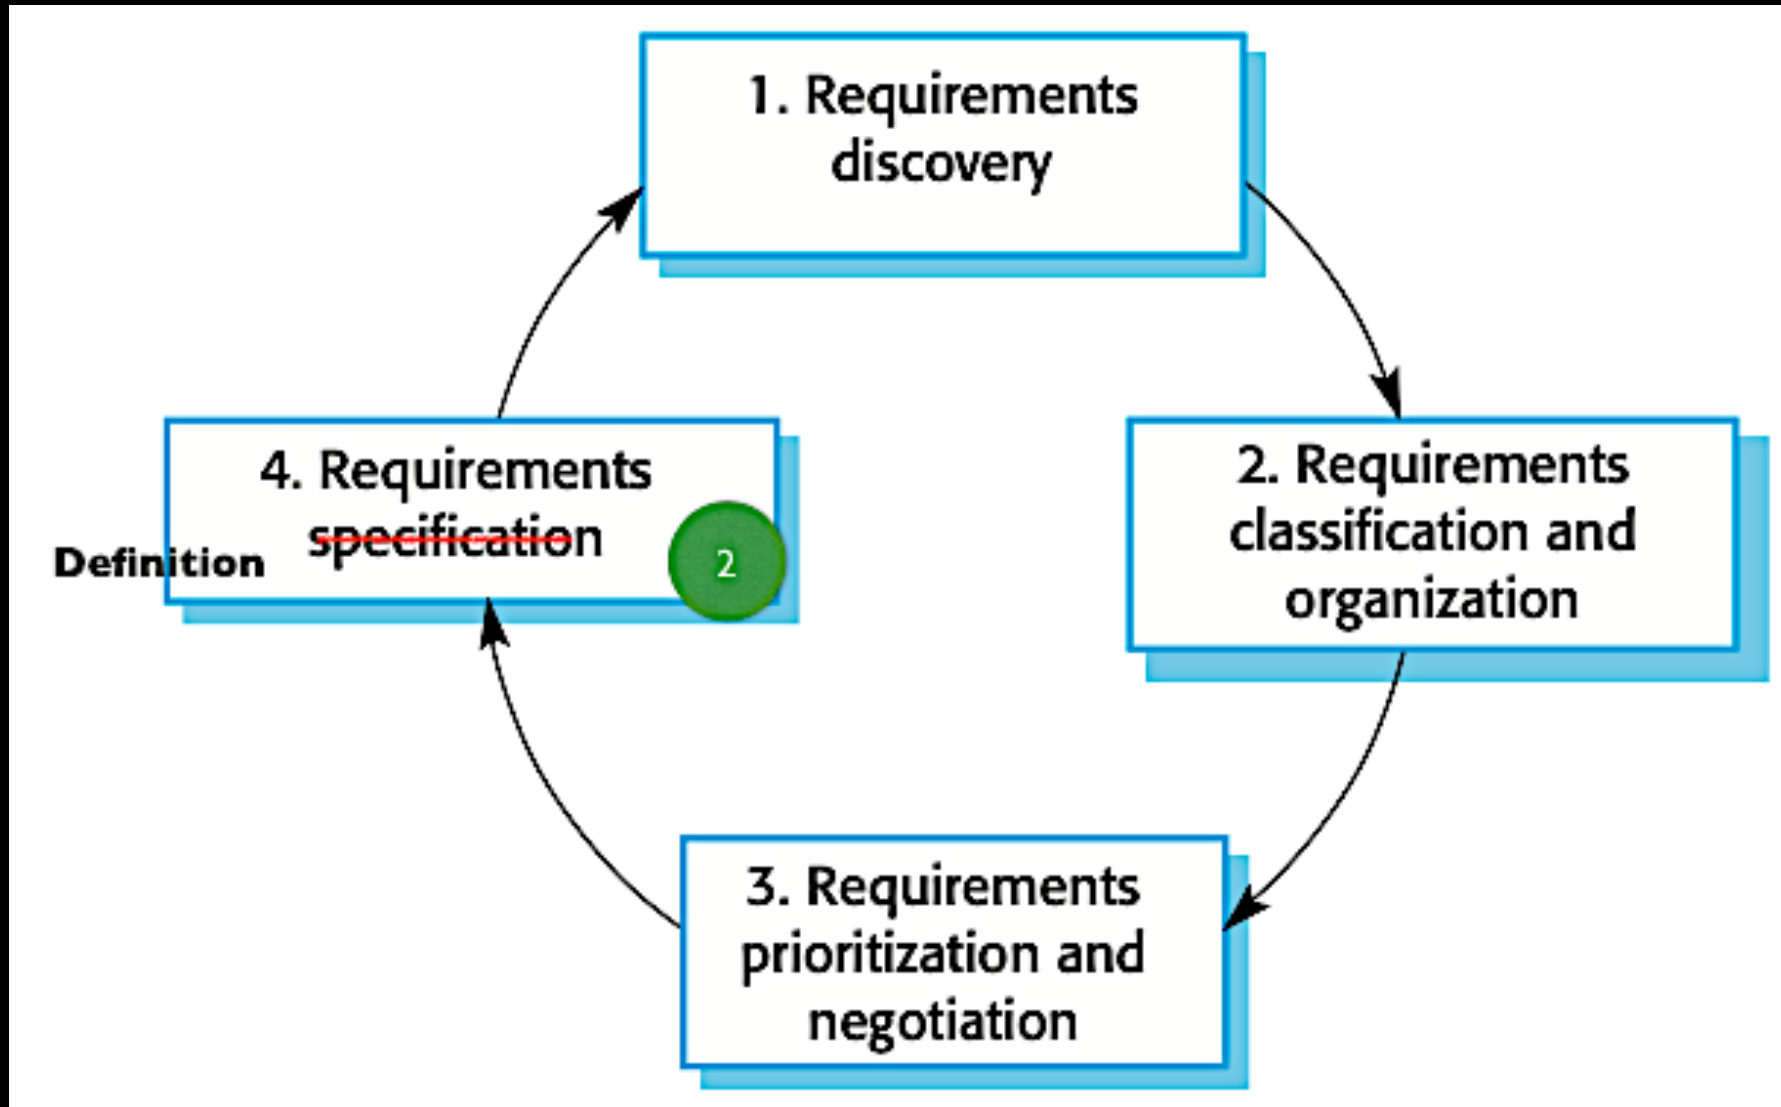 1. Requirements
discovery
2. Requirements
classification and
organization
3. Requirements
prioritization and
negotiation
4. Requirements
specification
Definition
2